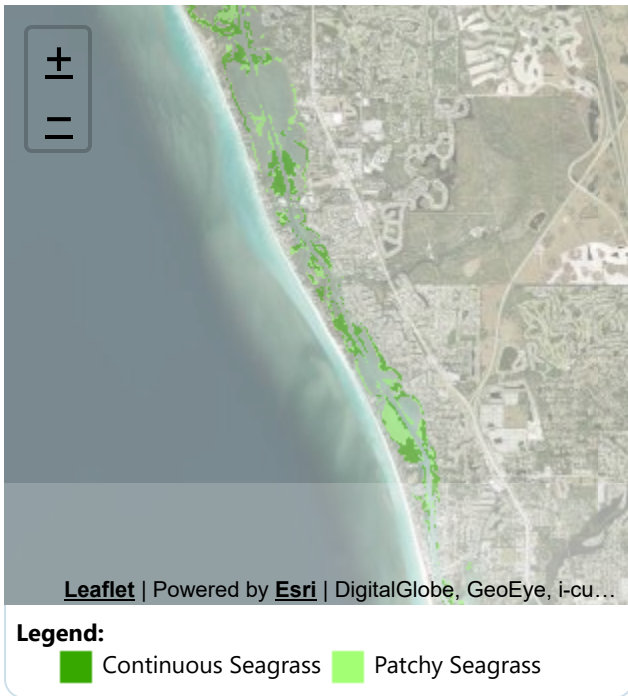 +
−
Leaflet | Powered by Esri | DigitalGlobe, GeoEye, i-cu…
Legend:
Continuous Seagrass Patchy Seagrass